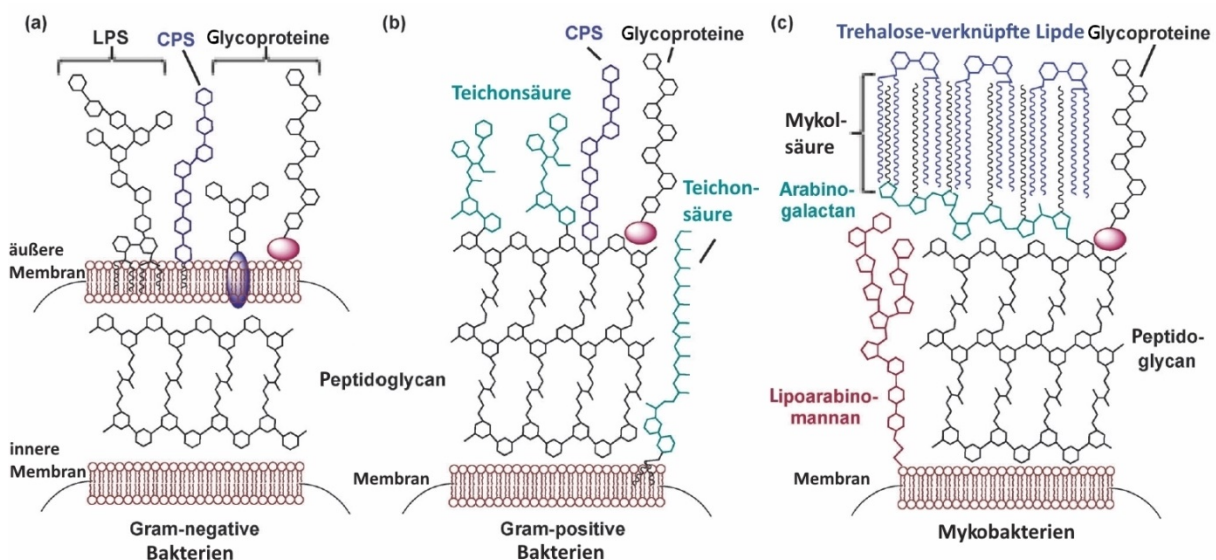 (a)
LPS
CPS
Glycoproteine
äußere
Membran
Peptidoglycan
innere
Membran
Gram-negative
Bakterien
(b)
CPS
Glycoproteine
Teichonsäure
Teichon-
säure
Membran
Gram-positive
Bakterien
(c)
Trehalose-verknüpfte Lipde
Glycoproteine
Mykol-
säure
Arabino-
galactan
Peptido-
glycan
Lipoarabino-
mannan
Membran
Mykobakterien